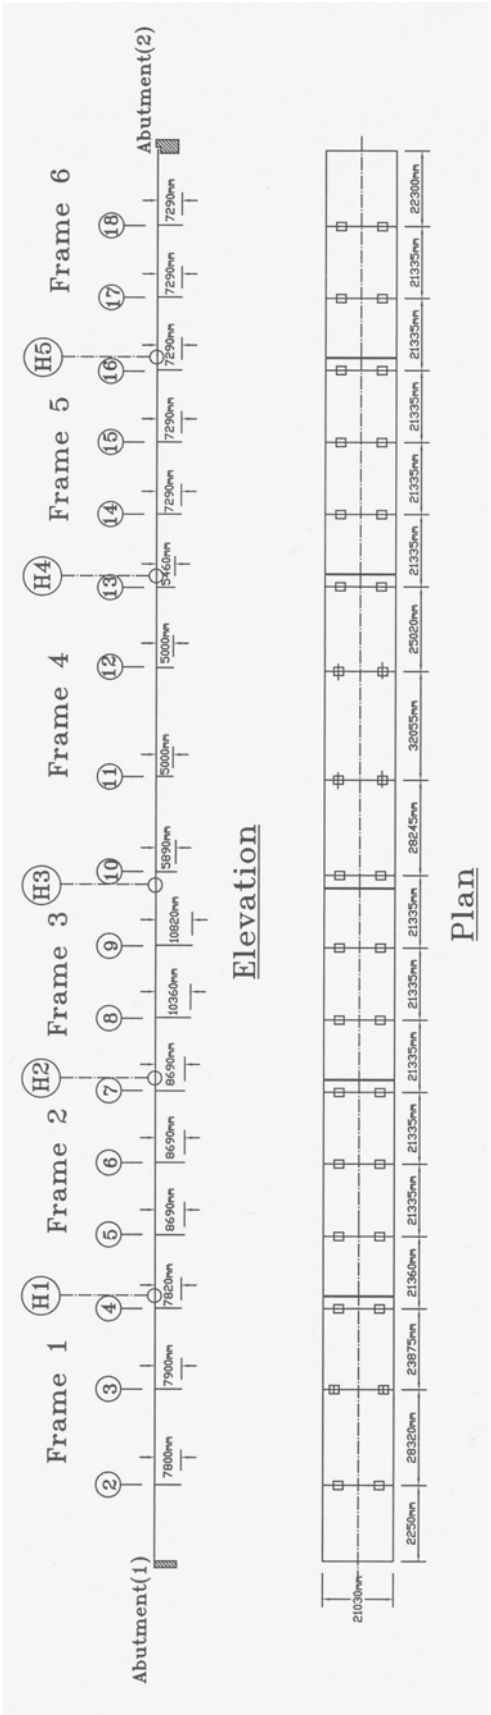 Frame 1
Frame 2
Frame 3
Frame 4
Frame 5
Frame 6
H1
H2
H3
H4
H5
2
3
4
5
6
7
8
9
10
11
12
13
14
15
16
17
18
Abutment(1)
Abutment(2)
7800mm
7900mm
7820mm
8690mm
8690mm
8690mm
10360mm
10820mm
5890mm
5000mm
5000mm
5460mm
7290mm
7290mm
7290mm
7290mm
7290mm
Elevation
21030mm
2250mm
28320mm
23875mm
21360mm
21335mm
21335mm
21335mm
21335mm
21335mm
28245mm
32055mm
25020mm
21335mm
21335mm
21335mm
21335mm
21335mm
22300mm
Plan